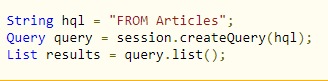 String hql = "FROM Articles";
Query query = session.createQuery(hql);
List results = query.list();